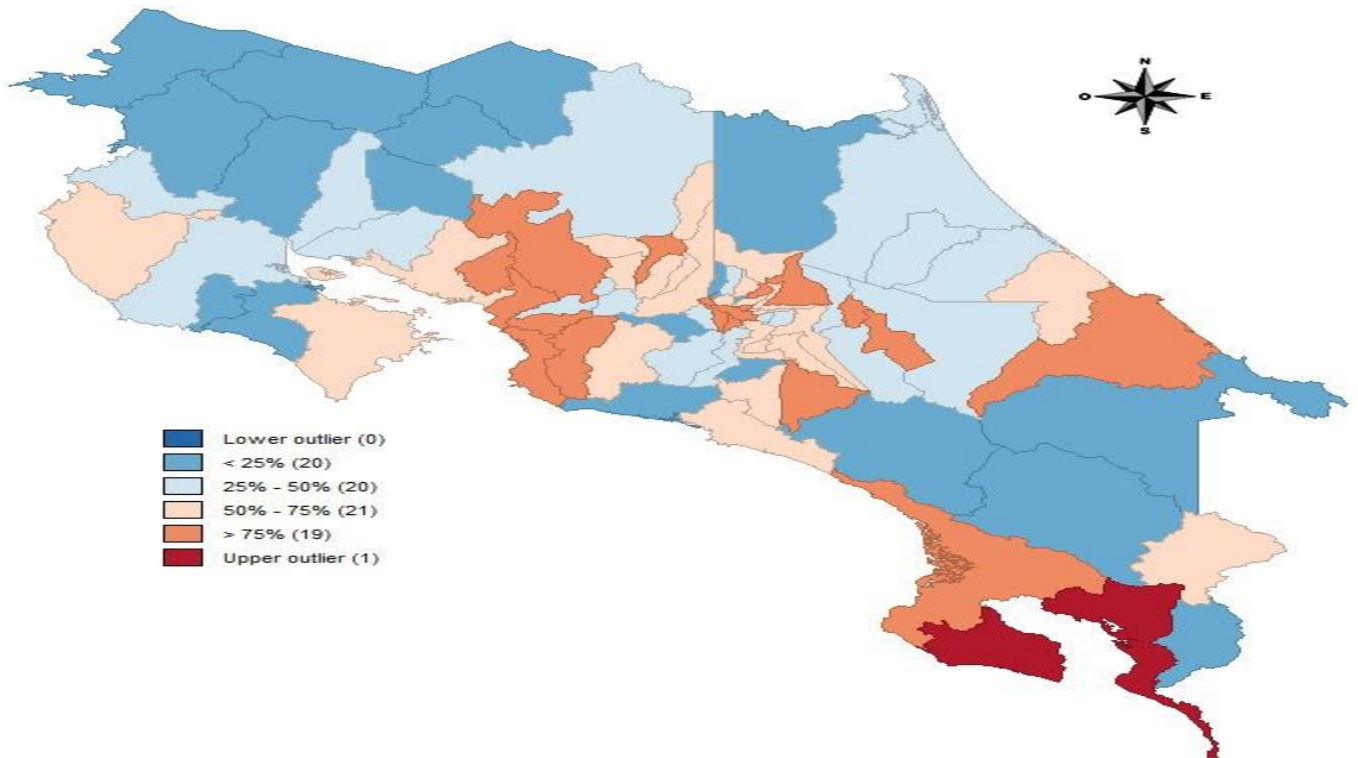 N
O E
S
Lower outlier (0)
< 25% (20)
25% - 50% (20)
50% - 75% (21)
> 75% (19)
Upper outlier (1)